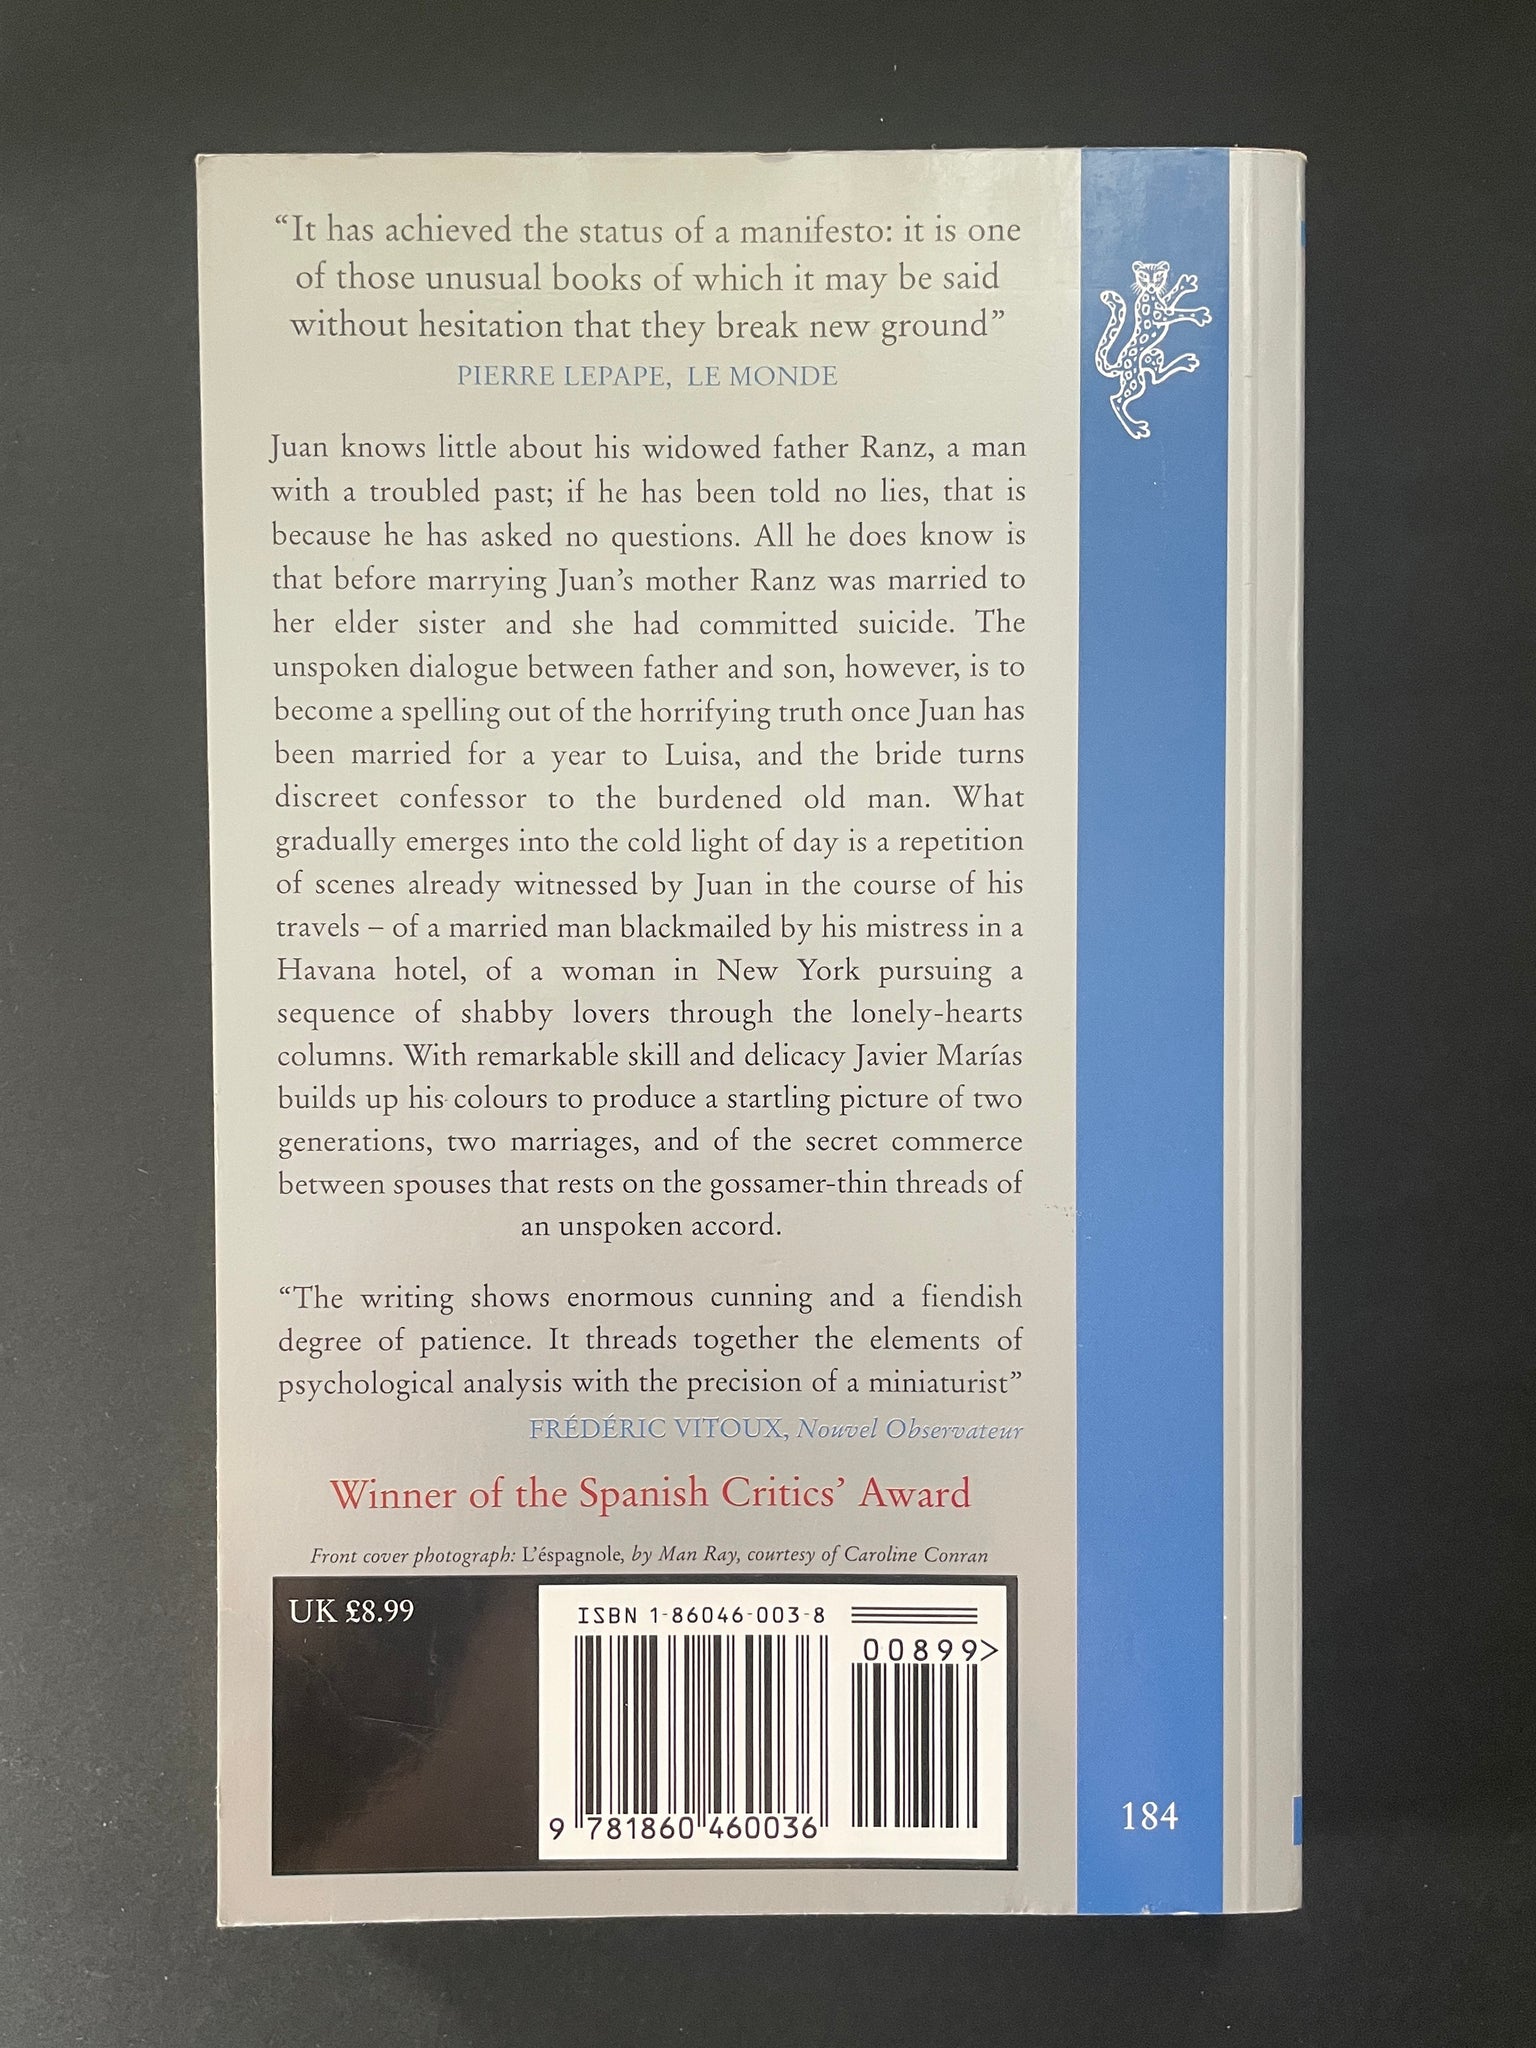 “It has achieved the status of a manifesto: it is one
of those unusual books of which it may be said
without hesitation that they break new ground”
PIERRE LEPAPE, LE MONDE
Juan knows little about his widowed father Ranz, a man
with a troubled past; if he has been told no lies, that is
because he has asked no questions. All he does know is
that before marrying Juan’s mother Ranz was married to
her elder sister and she had committed suicide. The
unspoken dialogue between father and son, however, is to
become a spelling out of the horrifying truth once Juan has
been married for a year to Luisa, and the bride turns
discreet confessor to the burdened old man. What
gradually emerges into the cold light of day is a repetition
of scenes already witnessed by Juan in the course of his
travels – of a married man blackmailed by his mistress in a
Havana hotel, of a woman in New York pursuing a
sequence of shabby lovers through the lonely-hearts
columns. With remarkable skill and delicacy Javier Marías
builds up his colours to produce a startling picture of two
generations, two marriages, and of the secret commerce
between spouses that rests on the gossamer-thin threads of
an unspoken accord.
“The writing shows enormous cunning and a fiendish
degree of patience. It threads together the elements of
psychological analysis with the precision of a miniaturist”
FRÉDÉRIC VITOUX, Nouvel Observateur
Winner of the Spanish Critics’ Award
Front cover photograph: L’éspagnole, by Man Ray, courtesy of Caroline Conran
UK £8.99
ISBN 1-86046-003-8
00899>
9 781860 460036
184